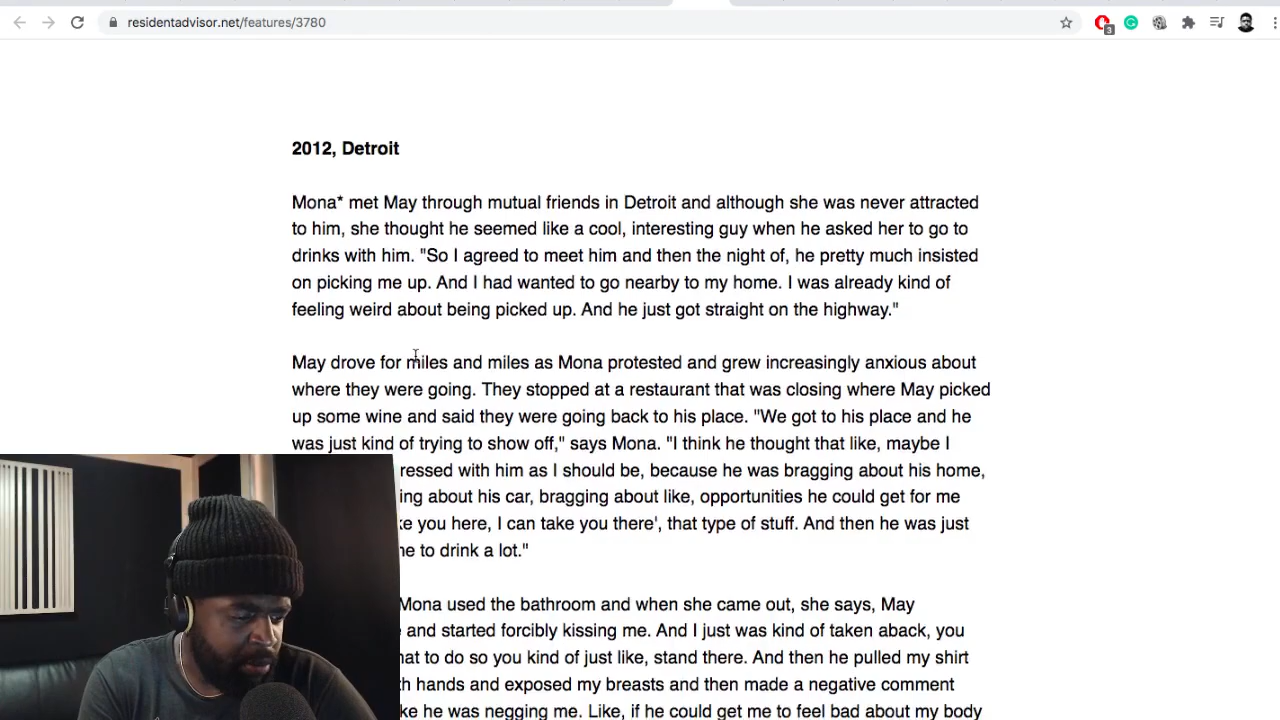 residentadvisor.net/features/3780
3
2012, Detroit
Mona* met May through mutual friends in Detroit and although she was never attracted
to him, she thought he seemed like a cool, interesting guy when he asked her to go to
drinks with him. "So I agreed to meet him and then the night of, he pretty much insisted
on picking me up. And I had wanted to go nearby to my home. I was already kind of
feeling weird about being picked up. And he just got straight on the highway."
May drove for miles and miles as Mona protested and grew increasingly anxious about
where they were going. They stopped at a restaurant that was closing where May picked
up some wine and said they were going back to his place. "We got to his place and he
was just kind of trying to show off," says Mona. "I think he thought that like, maybe I
ressed with him as I should be, because he was bragging about his home,
ng about his car, bragging about like, opportunities he could get for me
ke you here, I can take you there', that type of stuff. And then he was just
ne to drink a lot."
Mona used the bathroom and when she came out, she says, May
and started forcibly kissing me. And I just was kind of taken aback, you
hat to do so you kind of just like, stand there. And then he pulled my shirt
th hands and exposed my breasts and then made a negative comment
ke he was negging me. Like, if he could get me to feel bad about my body